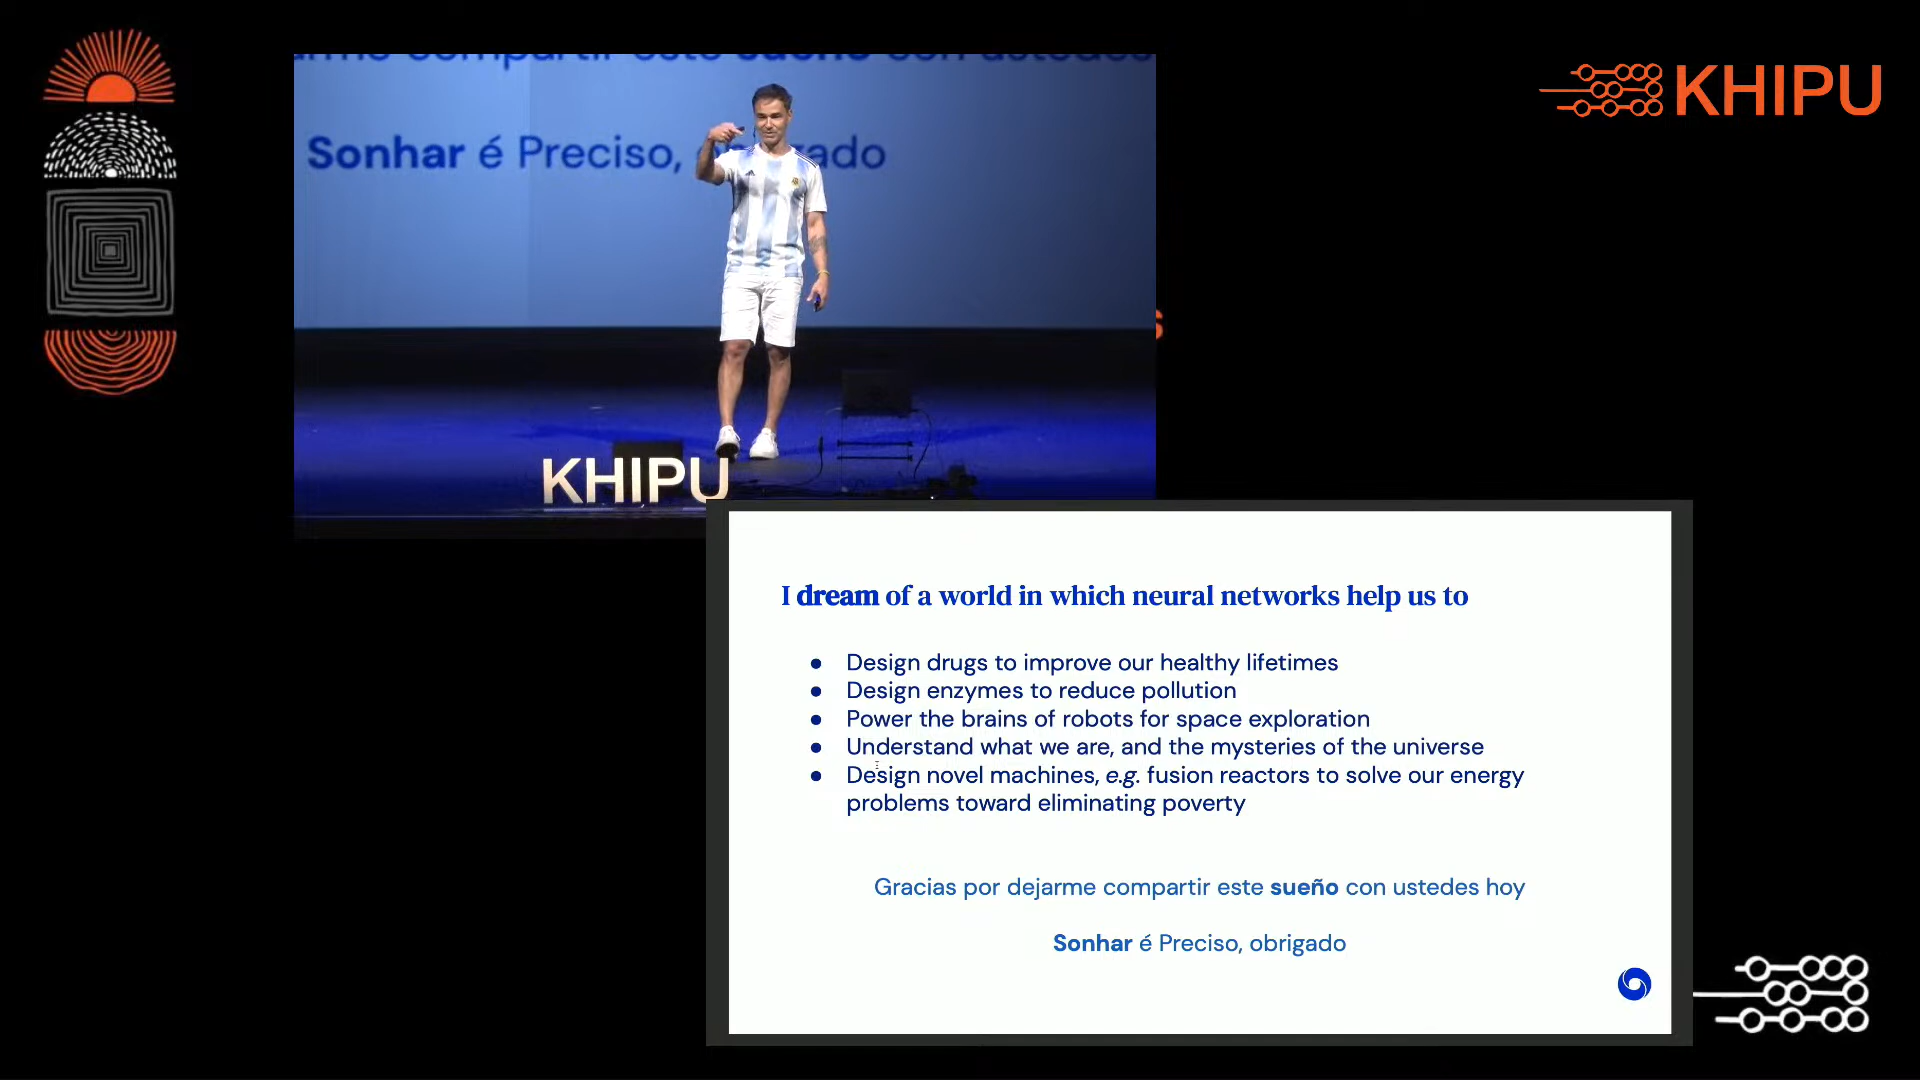 KHIPU
Sonhar é Preciso,
KHIPU
I dream of a world in which neural networks help us to
● Design drugs to improve our healthy lifetimes
● Design enzymes to reduce pollution
● Power the brains of robots for space exploration
● Understand what we are, and the mysteries of the universe
● Design novel machines, e.g. fusion reactors to solve our energy
problems toward eliminating poverty
Gracias por dejarme compartir este sueño con ustedes hoy
Sonhar é Preciso, obrigado